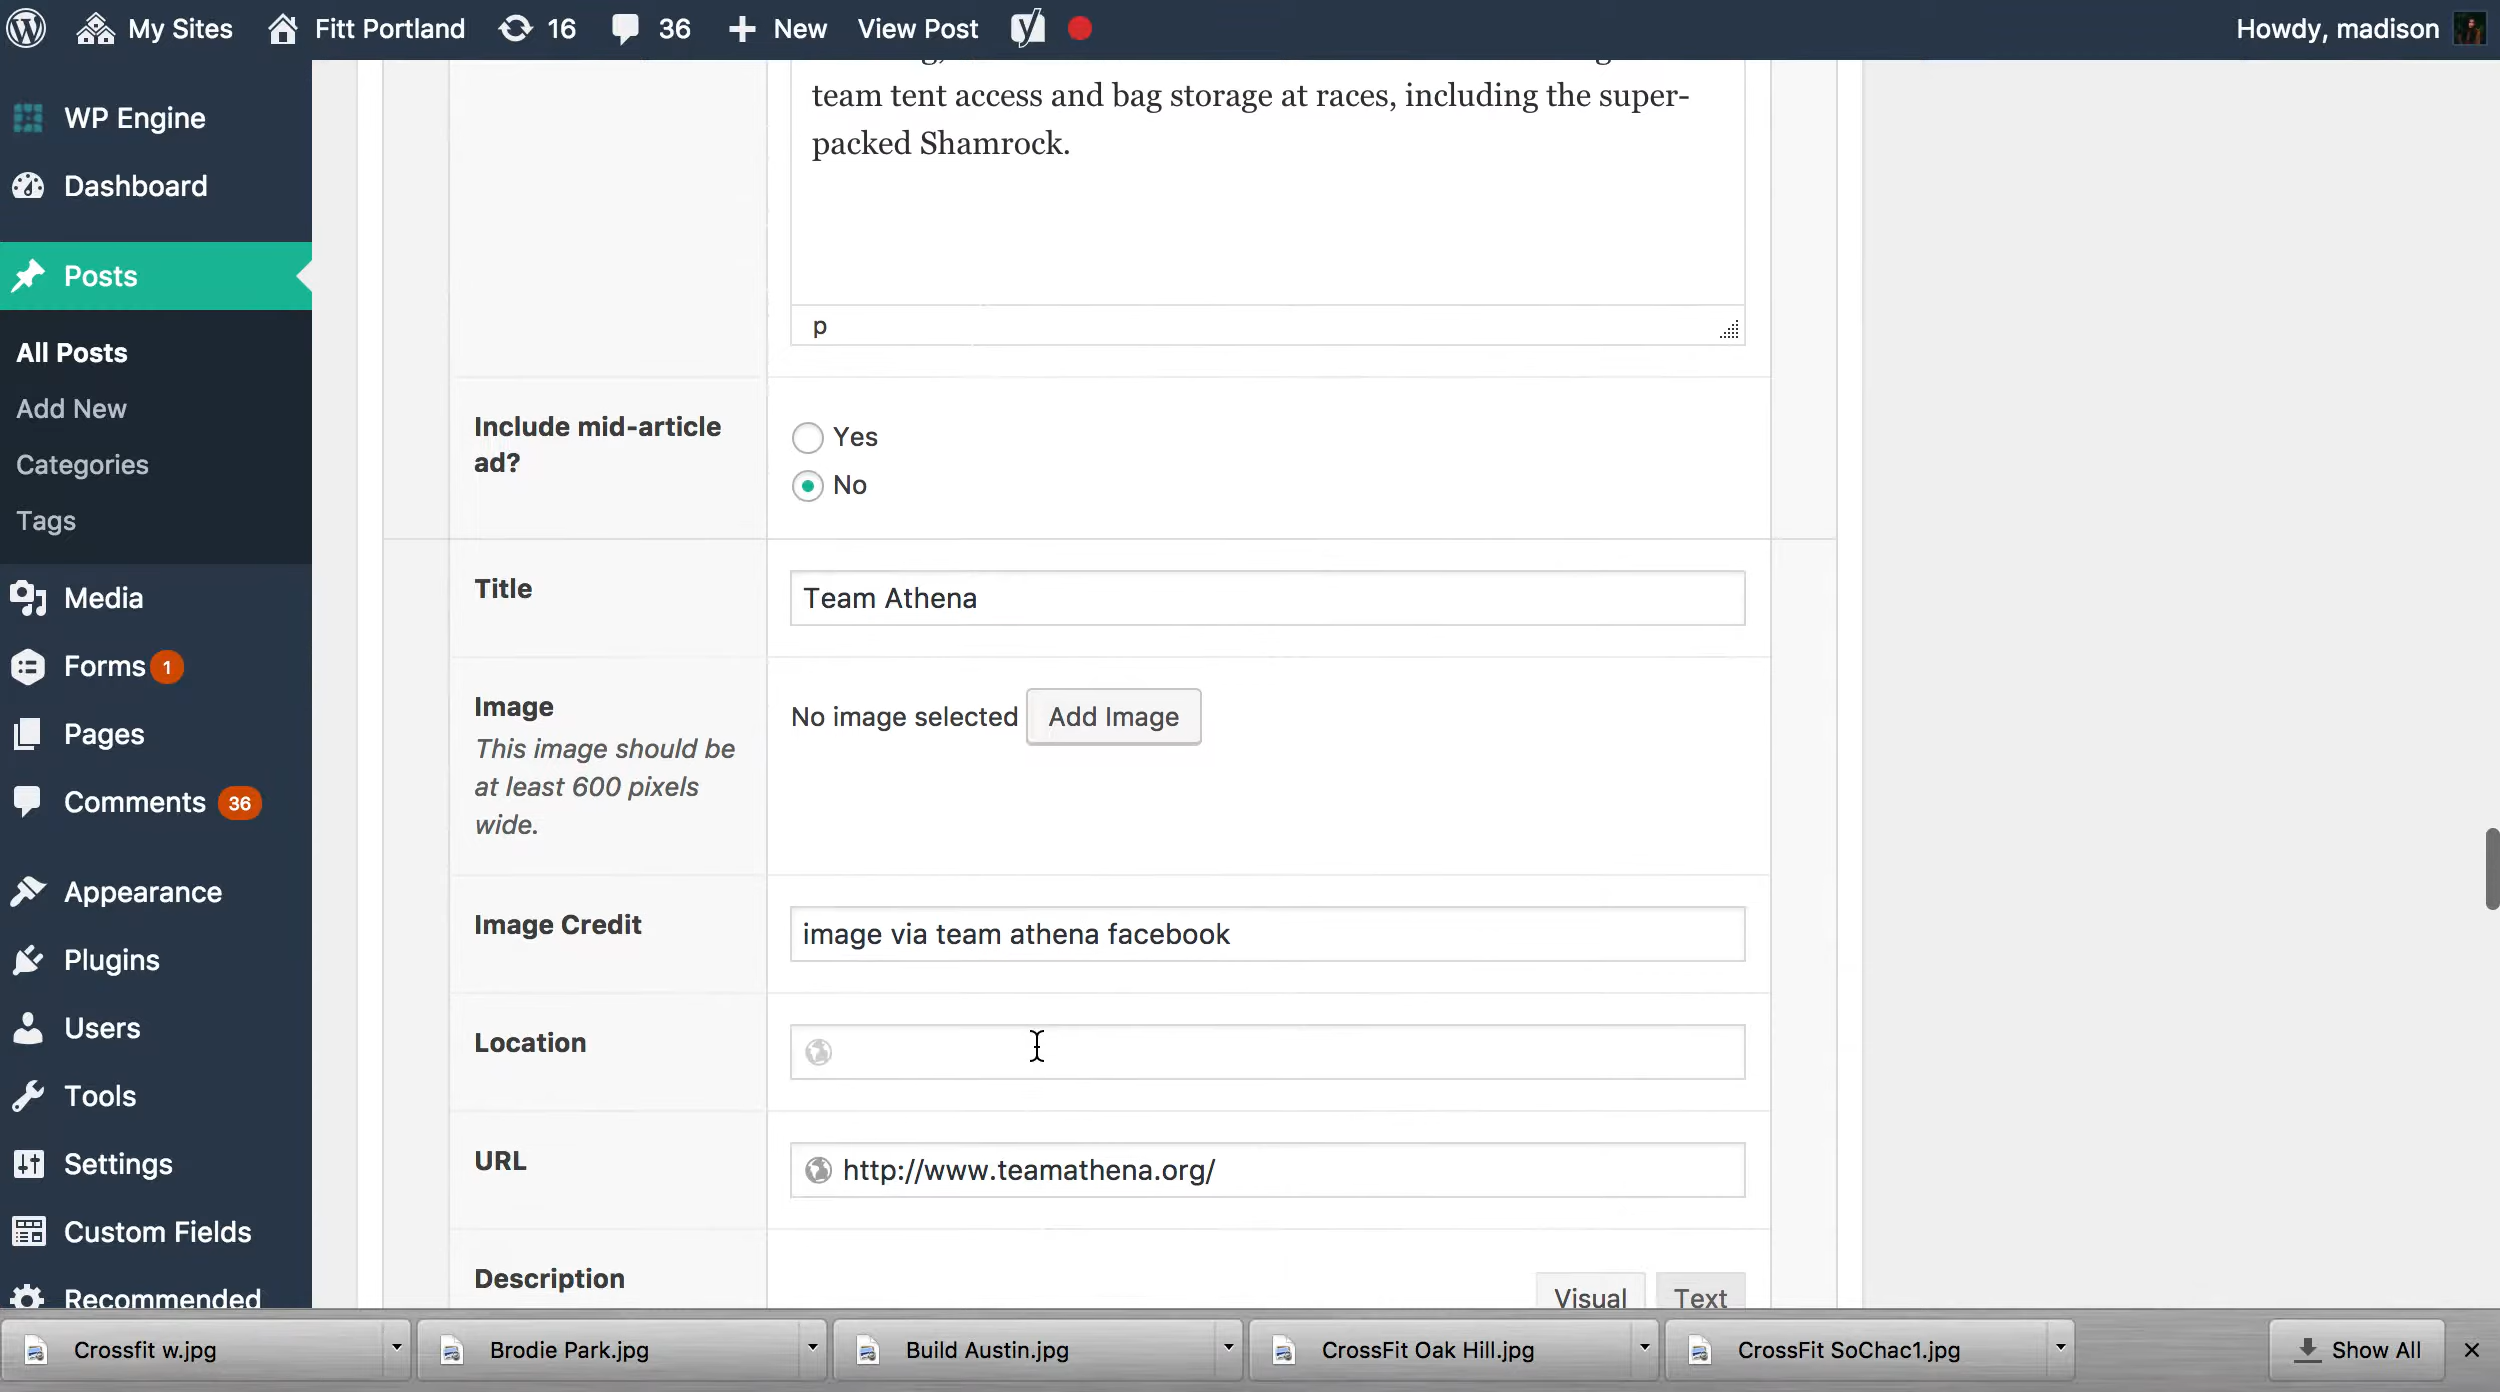 My Sites
Fitt Portland
16
36
New
View Post
Howdy, madison
WP Engine
Dashboard
Posts
All Posts
Add New
Categories
Tags
Media
Forms 1
Pages
Comments 36
Appearance
Plugins
Users
Tools
Settings
Custom Fields
Recommended
team tent access and bag storage at races, including the super-
packed Shamrock.
p
Include mid-article
ad?
Yes
No
Title
Team Athena
Image
This image should be
at least 600 pixels
wide.
No image selected
Add Image
Image Credit
image via team athena facebook
Location
URL
http://www.teamathena.org/
Description
Visual
Text
Crossfit w.jpg
Brodie Park.jpg
Build Austin.jpg
CrossFit Oak Hill.jpg
CrossFit SoChac1.jpg
Show All